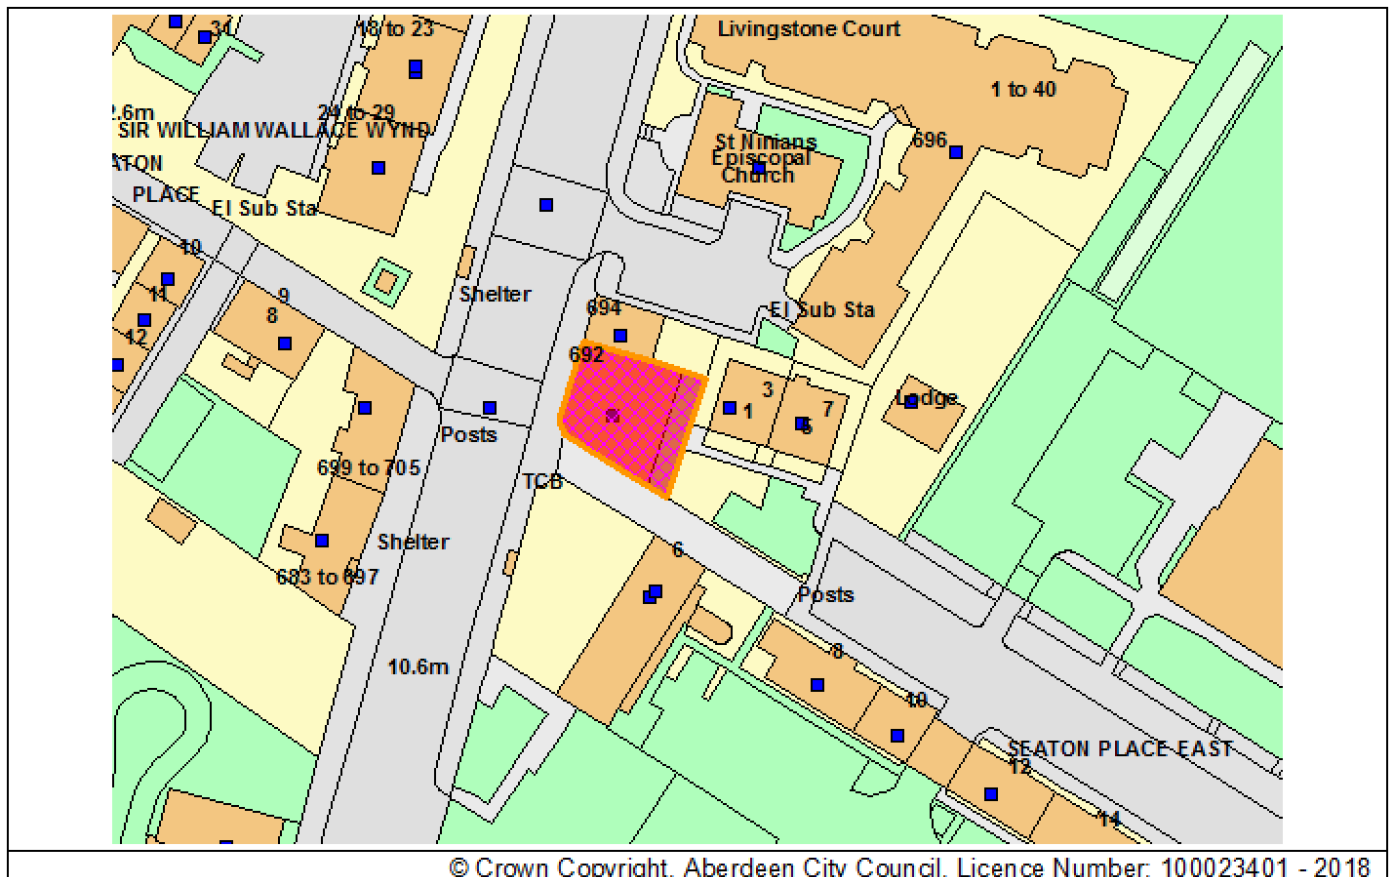 31
18 to 23
Livingstone Court
1 to 40
2.6m
24 to 29
SIR WILLIAM WALLACE WYND
696
St Ninians
Episcopal
Church
ATON
PLACE
El Sub Sta
10
11
9
8
12
Shelter
694
El Sub Sta
692
3
1
7
5
Lodge
Posts
699 to 705
TCB
Shelter
6
683 to 697
Posts
10.6m
8
10
SEATON PLACE EAST
12
14
© Crown Copyright. Aberdeen City Council. Licence Number: 100023401 - 2018